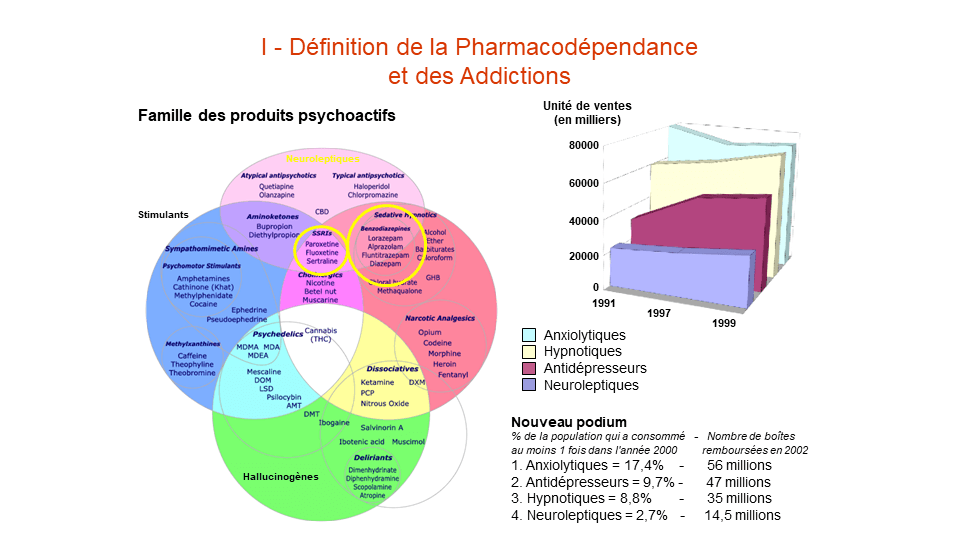 I - Définition de la Pharmacodépendance
et des Addictions
Famille des produits psychoactifs
Neuroleptiques
Atypical antipsychotics
Quetiapine
Olanzapine
Typical antipsychotics
Haloperidol
Chlorpromazine
CBD
Stimulants
Aminoketones
Bupropion
Diethylpropion
SSRIs
Paroxetine
Fluoxetine
Sertraline
Sedative Hypnotics
Benzodiazepines
Lorazepam
Alprazolam
Fluntitrazepam
Diazepam
Alcohol
Ether
Barbiturates
Chloroform
Chloral hydrate
Methaqualone
GHB
Sympathomimetic Amines
Psychomotor Stimulants
Amphetamines
Cathinone (Khat)
Methylphenidate
Cocaine
Ephedrine
Pseudoephedrine
Cholinergics
Nicotine
Betel nut
Muscarine
Methylxanthines
Caffeine
Theophyline
Theobromine
Psychedelics
MDMA MDA
MDEA
Mescaline
DOM
LSD
Psilocybin
AMT
DMT
Ibogaine
Cannabis
(THC)
Narcotic Analgesics
Opium
Codeine
Morphine
Heroin
Fentanyl
Dissociatives
Ketamine
DXM
PCP
Nitrous Oxide
Salvinorin A
Ibotenic acid
Muscimol
Deliriants
Dimenhydrinate
Diphenhydramine
Scopolamine
Atropine
Hallucinogènes
Unité de ventes
(en milliers)
80000
60000
40000
20000
0
1991
1997
1999
Anxiolytiques
Hypnotiques
Antidépresseurs
Neuroleptiques
Nouveau podium
% de la population qui a consommé - Nombre de boîtes
au moins 1 fois dans l'année 2000 remboursées en 2002
1. Anxiolytiques = 17,4% - 56 millions
2. Antidépresseurs = 9,7% - 47 millions
3. Hypnotiques = 8,8% - 35 millions
4. Neuroleptiques = 2,7% - 14,5 millions